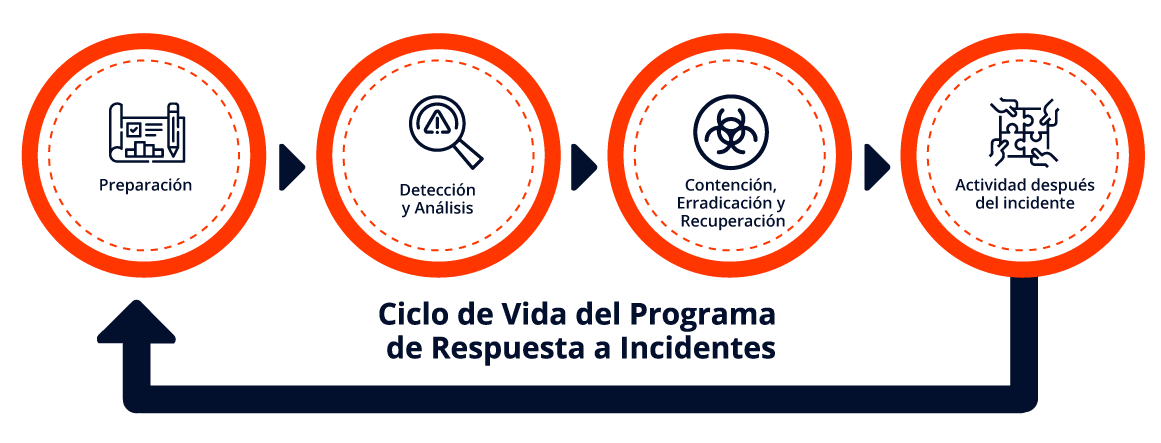 Preparación
Detección
y Análisis
Contención,
Erradicación y
Recuperación
Actividad después
del incidente
Ciclo de Vida del Programa
de Respuesta a Incidentes